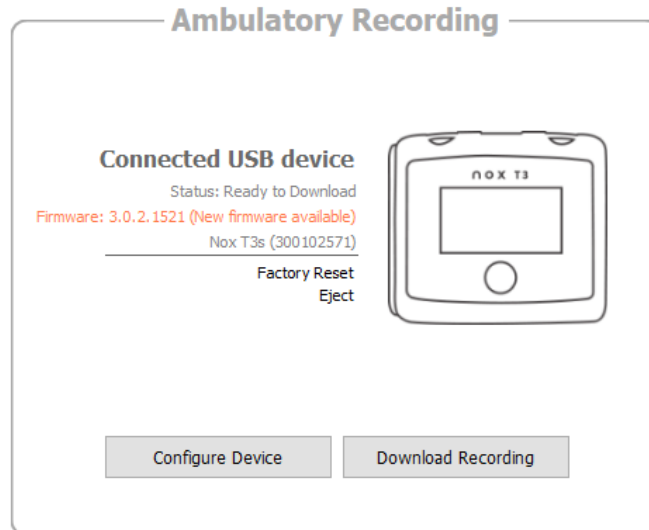 Ambulatory Recording
Connected USB device
nox T3
Status: Ready to Download
Firmware: 3.0.2.1521 (New firmware available)
Nox T3s (300102571)
Factory Reset
Eject
Configure Device
Download Recording